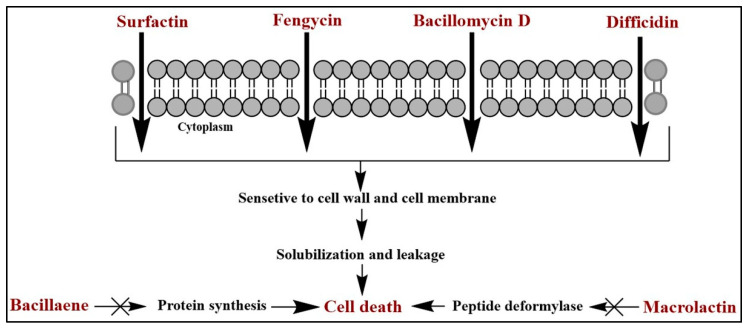 Surfactin Fengycin Bacillomycin D Difficidin
Cytoplasm
Sensetive to cell wall and cell membrane
Solubilization and leakage
Bacillaene Protein synthesis Cell death Peptide deformylase Macrolactin